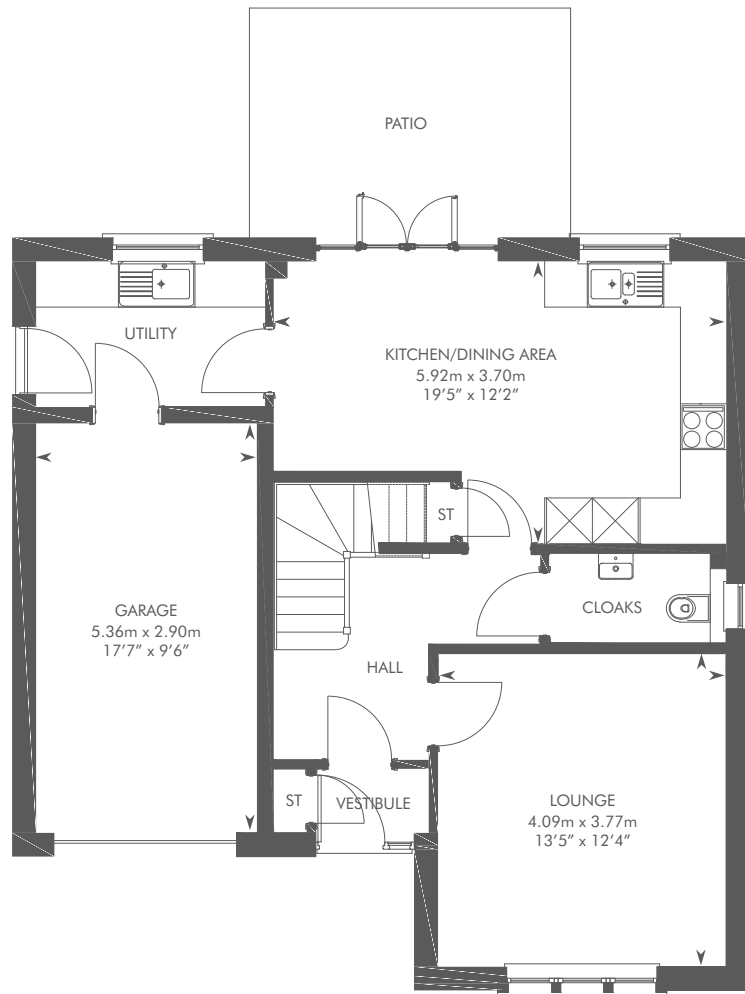 PATIO
UTILITY
KITCHEN/DINING AREA
5.92m x 3.70m
19’5” x 12’2”
ST
GARAGE
5.36m x 2.90m
17’7” x 9’6”
CLOAKS
HALL
ST
VESTIBULE
LOUNGE
4.09m x 3.77m
13’5” x 12’4”